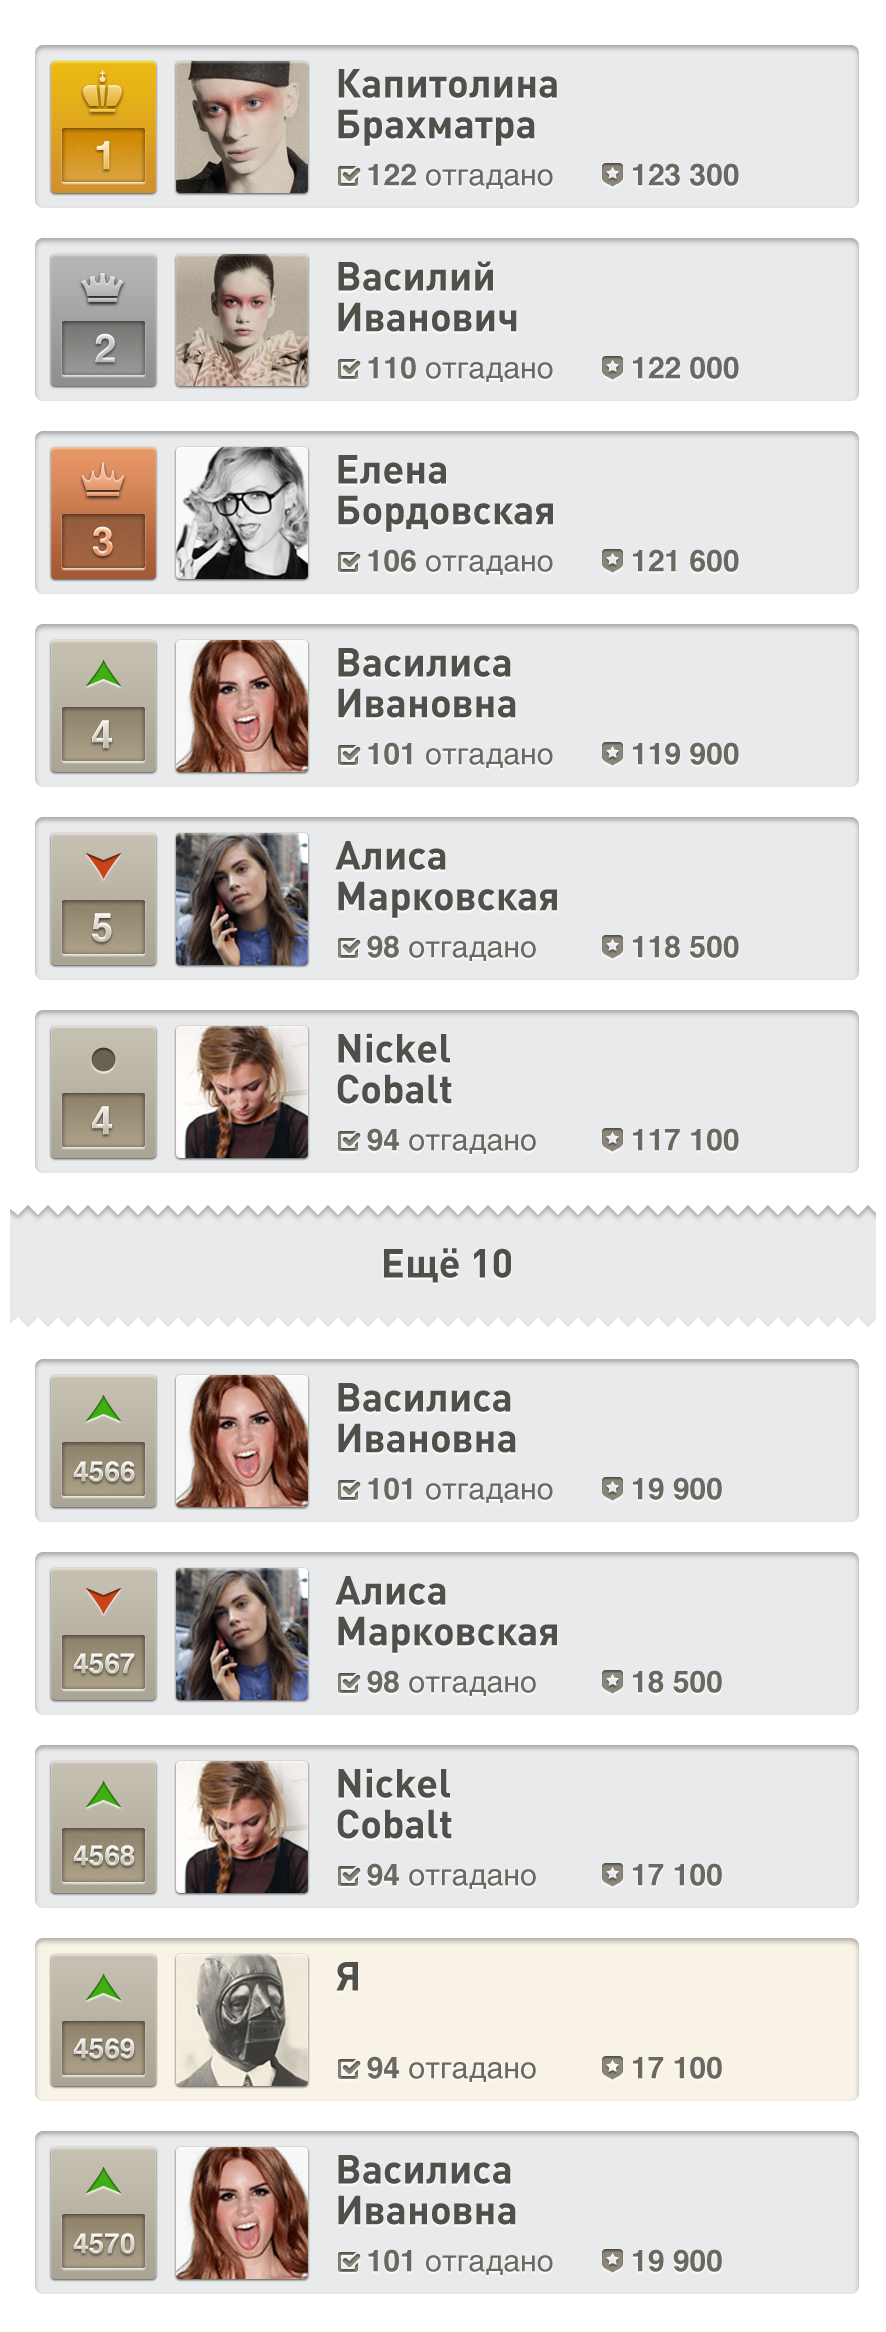 1
Капитолина
Брахматра
122 отгадано 123 300
2
Василий
Иванович
110 отгадано 122 000
3
Елена
Бордовская
106 отгадано 121 600
4
Василиса
Ивановна
101 отгадано 119 900
5
Алиса
Марковская
98 отгадано 118 500
4
Nickel
Cobalt
94 отгадано 117 100
Ещё 10
4566
Василиса
Ивановна
101 отгадано 19 900
4567
Алиса
Марковская
98 отгадано 18 500
4568
Nickel
Cobalt
94 отгадано 17 100
4569
Я
94 отгадано 17 100
4570
Василиса
Ивановна
101 отгадано 19 900